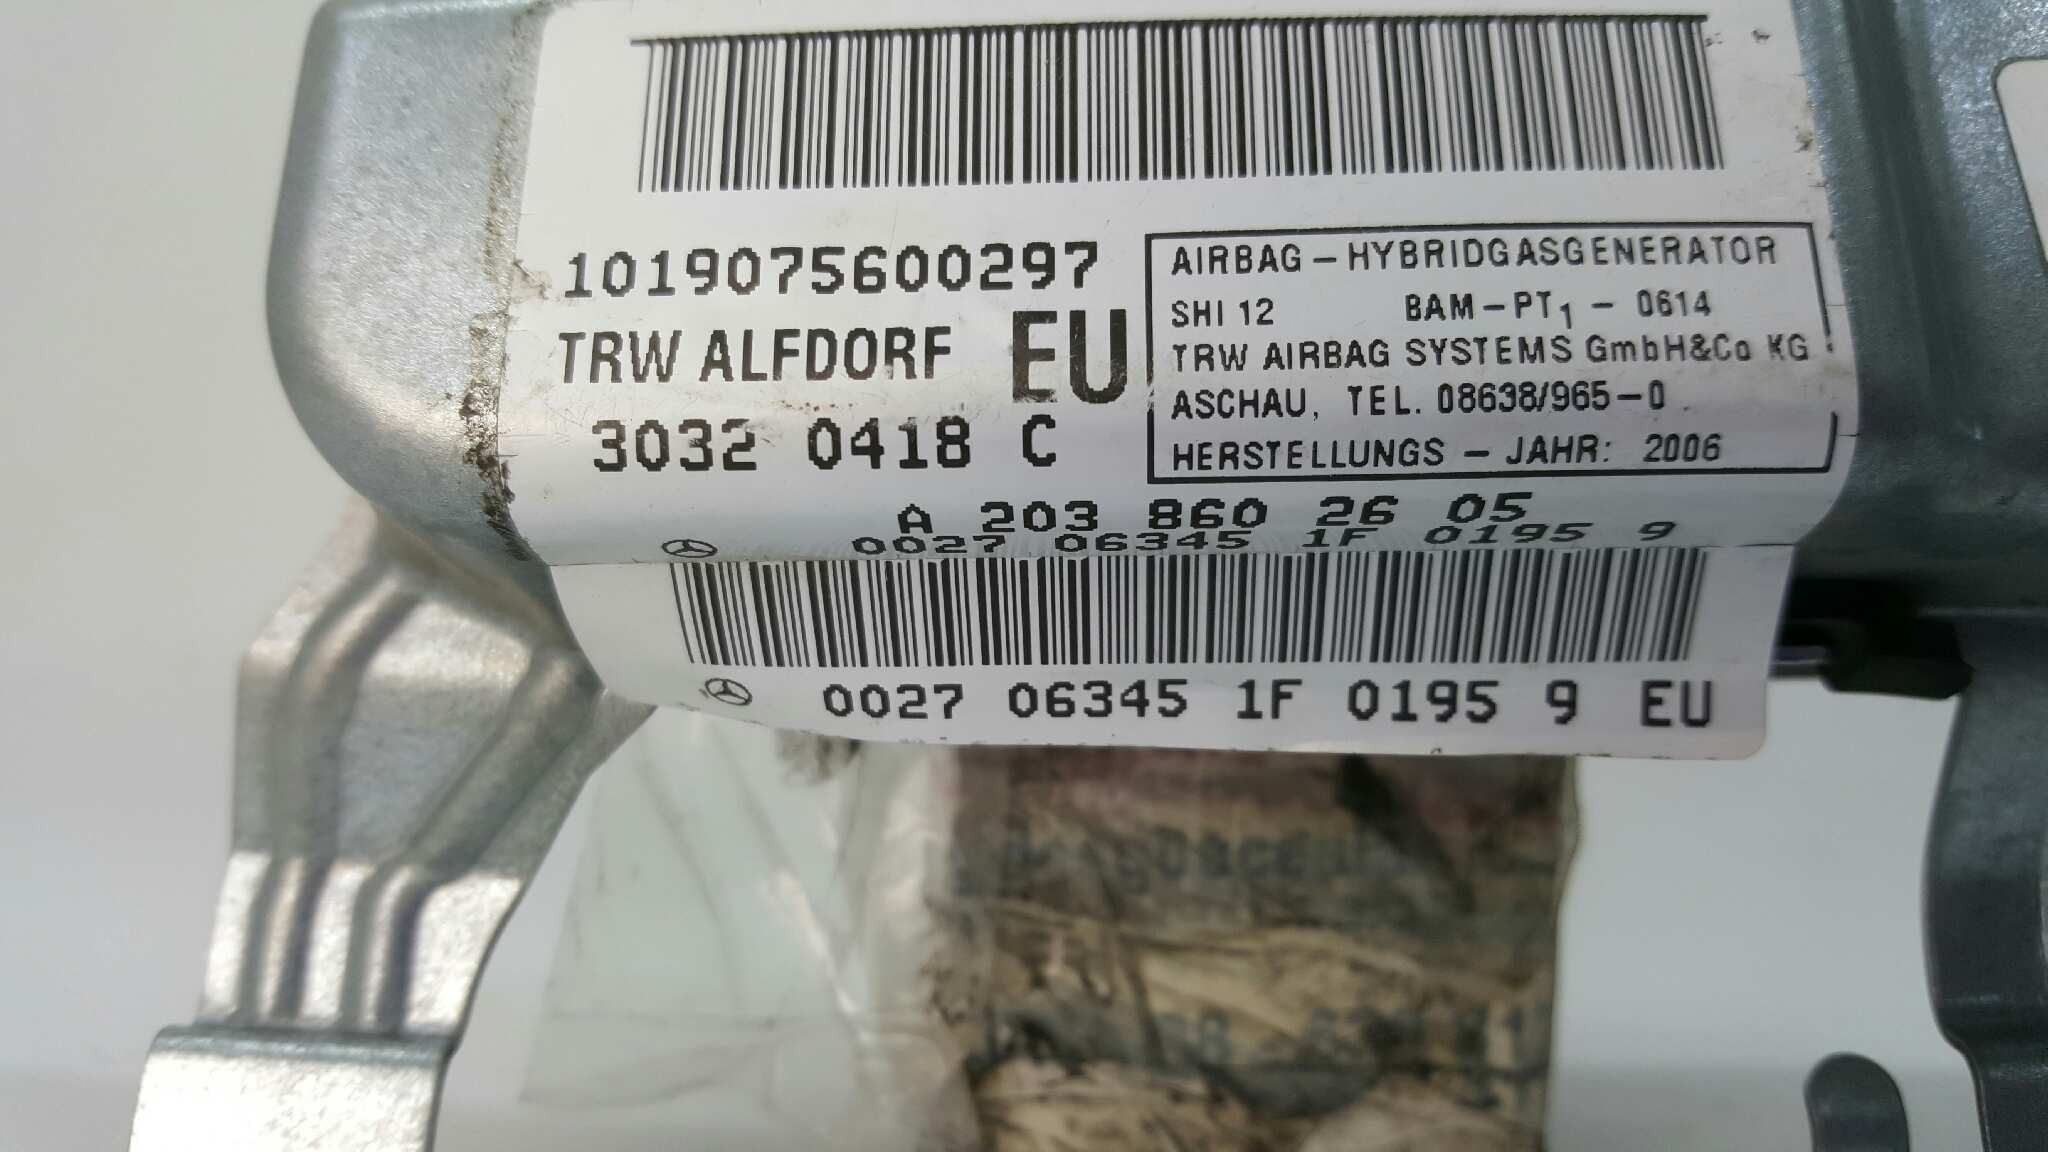 1019075600297
TRW ALFDORF EU
3032 0418 C
AIRBAG – HYBRIDGASGENERATOR
SHI 12 BAM – PT1 – 0614
TRW AIRBAG SYSTEMS GmbH&Co KG
ASCHAU, TEL. 08638/965–0
HERSTELLUNGS – JAHR: 2006
A 203 860 26 05
0027 06345 1F 0195 9
0027 06345 1F 0195 9 EU